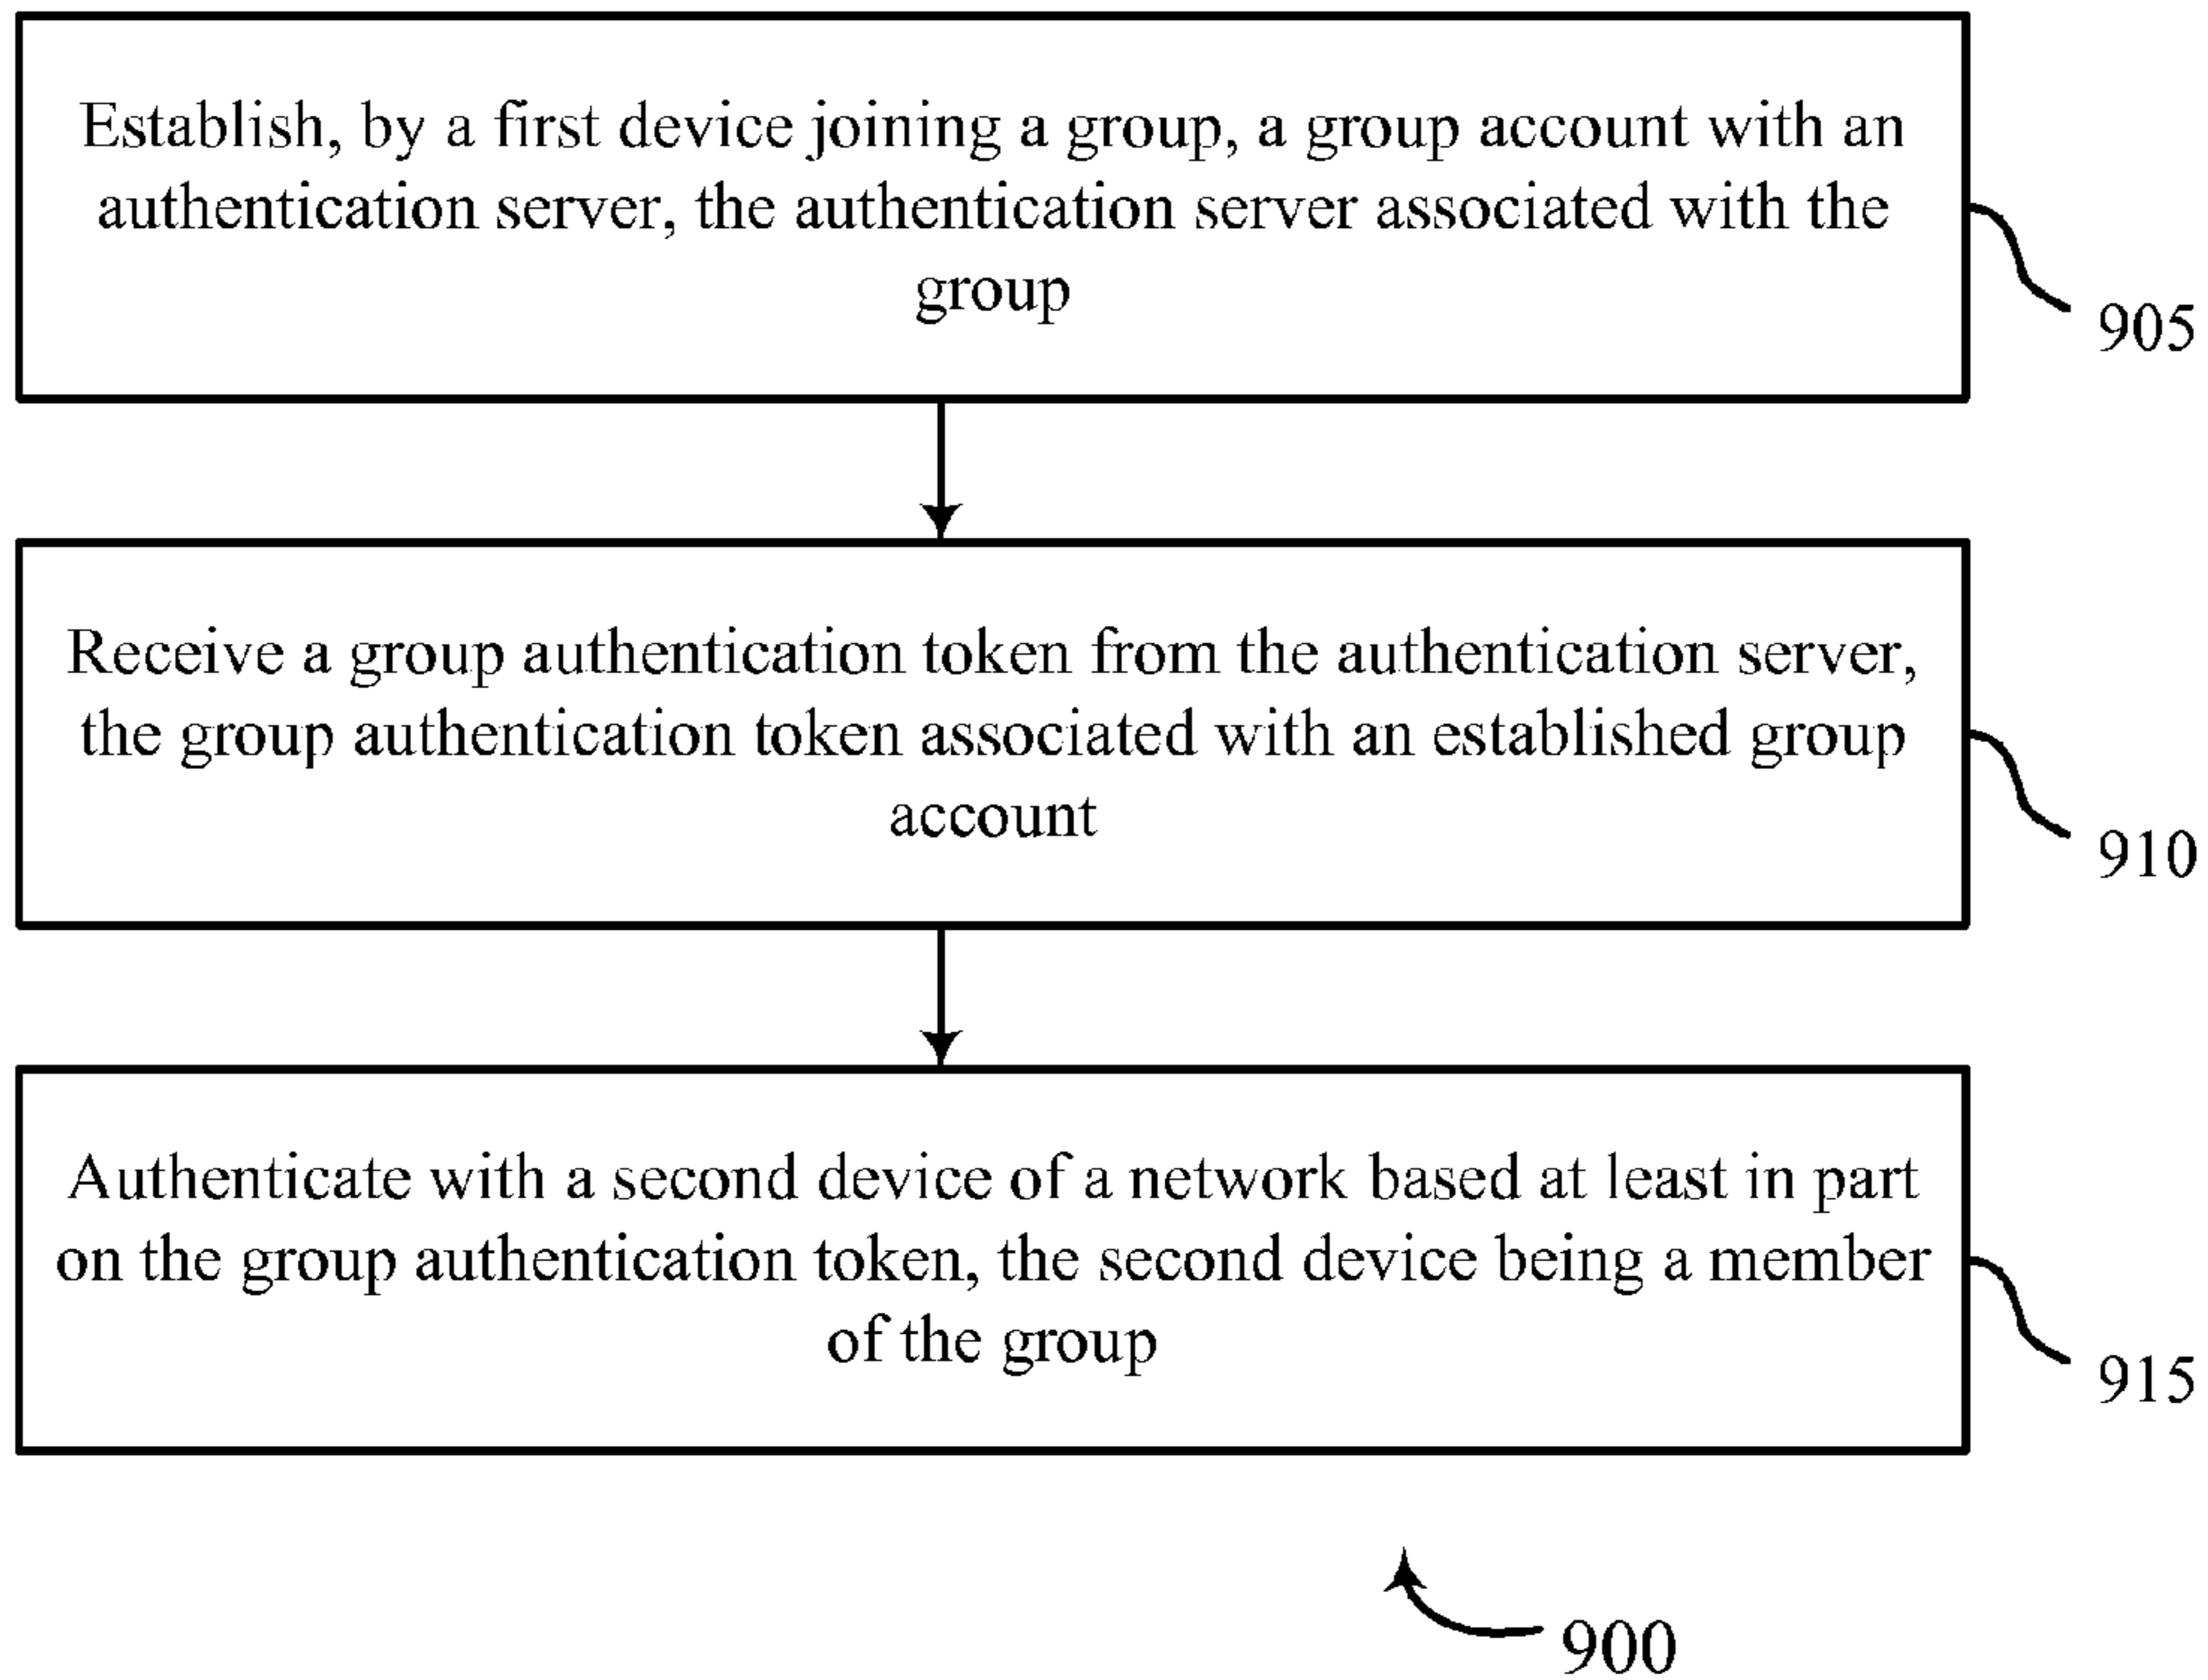 Establish, by a first device joining a group, a group account with an
authentication server, the authentication server associated with the
group
905
Receive a group authentication token from the authentication server,
the group authentication token associated with an established group
account
910
Authenticate with a second device of a network based at least in part
on the group authentication token, the second device being a member
of the group
915
900